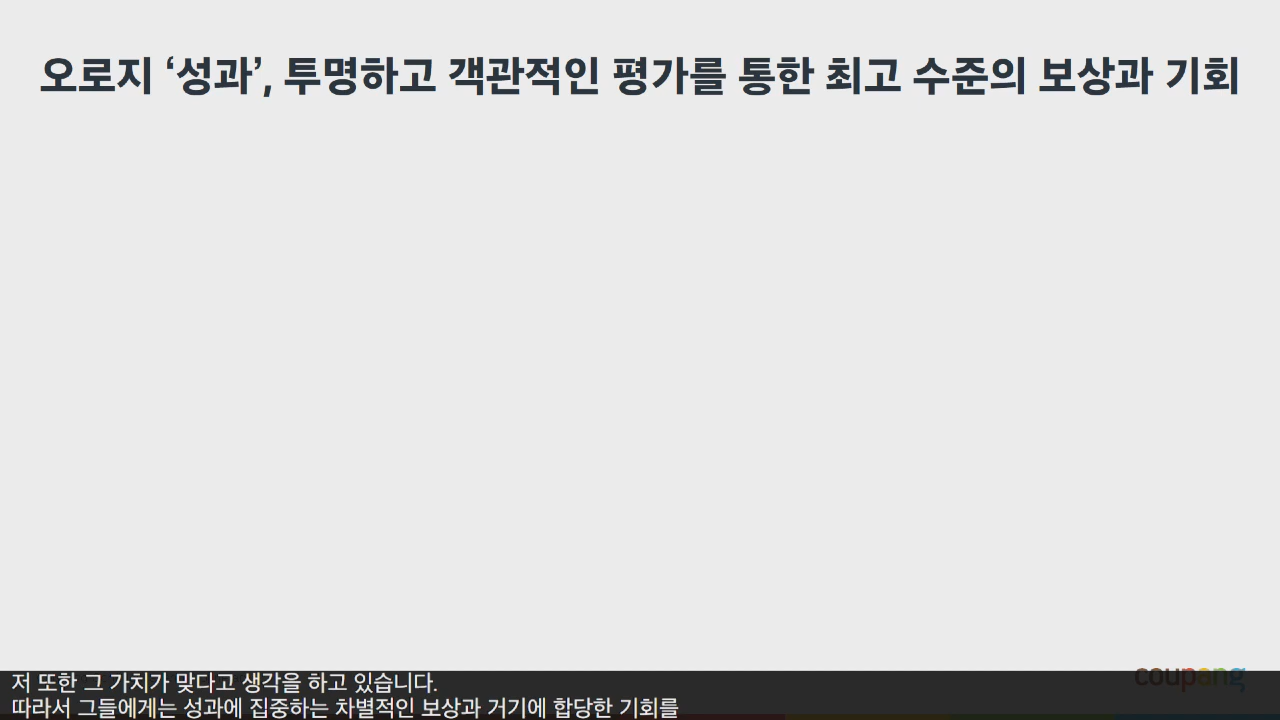 오로지 ‘성과’, 투명하고 객관적인 평가를 통한 최고 수준의 보상과 기회
coupang
저 또한 그 가치가 맞다고 생각을 하고 있습니다.
따라서 그들에게는 성과에 집중하는 차별적인 보상과 거기에 합당한 기회를